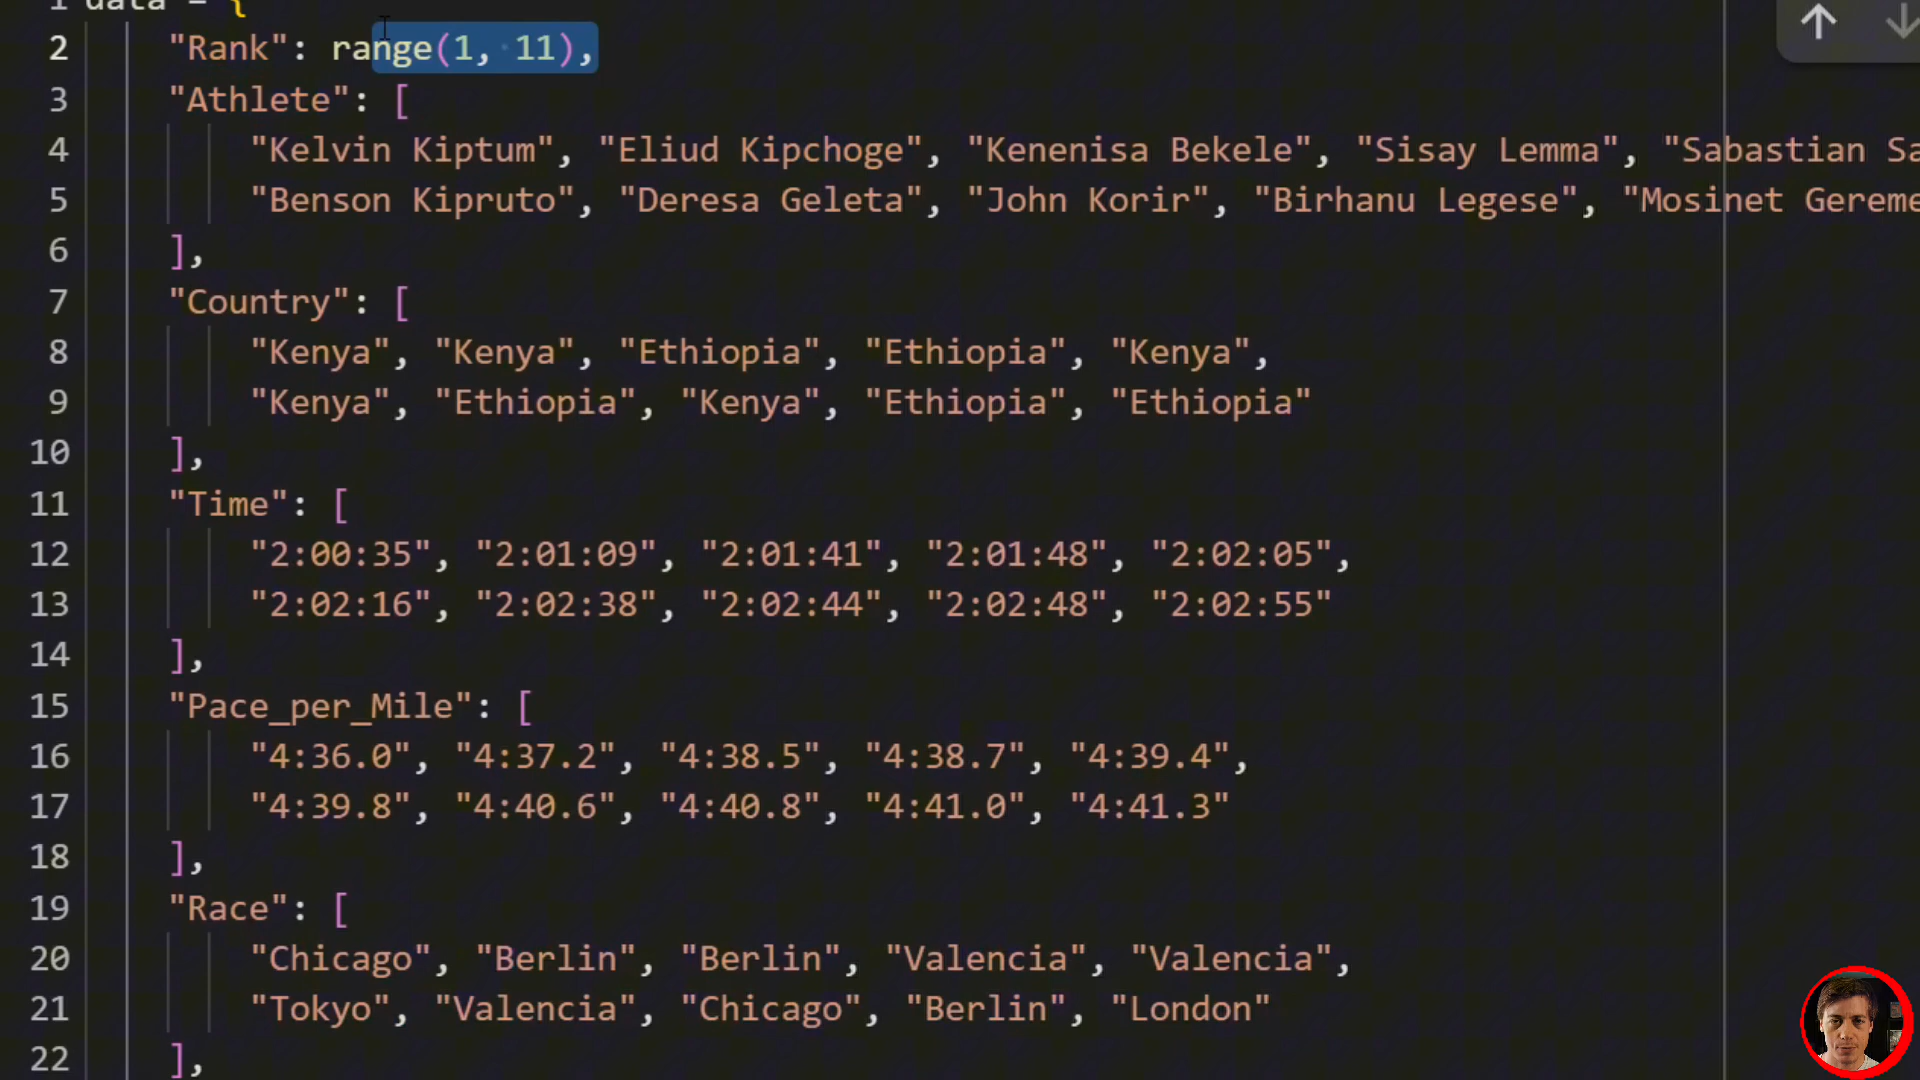 1 data = {
2 "Rank": range(1, 11),
3 "Athlete": [
4 "Kelvin Kiptum", "Eliud Kipchoge", "Kenenisa Bekele", "Sisay Lemma", "Sabastian Sa
5 "Benson Kipruto", "Deresa Geleta", "John Korir", "Birhanu Legese", "Mosinet Gereme
6 ],
7 "Country": [
8 "Kenya", "Kenya", "Ethiopia", "Ethiopia", "Kenya",
9 "Kenya", "Ethiopia", "Kenya", "Ethiopia", "Ethiopia"
10 ],
11 "Time": [
12 "2:00:35", "2:01:09", "2:01:41", "2:01:48", "2:02:05",
13 "2:02:16", "2:02:38", "2:02:44", "2:02:48", "2:02:55"
14 ],
15 "Pace_per_Mile": [
16 "4:36.0", "4:37.2", "4:38.5", "4:38.7", "4:39.4",
17 "4:39.8", "4:40.6", "4:40.8", "4:41.0", "4:41.3"
18 ],
19 "Race": [
20 "Chicago", "Berlin", "Berlin", "Valencia", "Valencia",
21 "Tokyo", "Valencia", "Chicago", "Berlin", "London"
22 ],